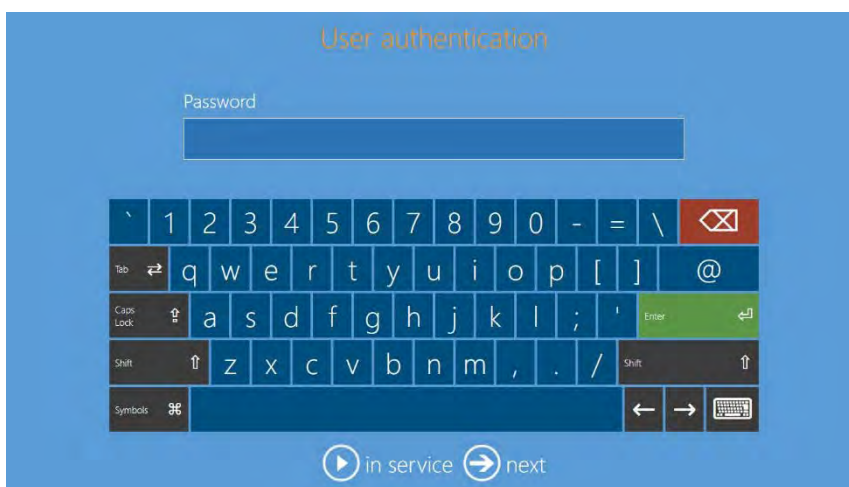 User authentication
Password
` 1 2 3 4 5 6 7 8 9 0 - = \
Tab q w e r t y u i o p [ ] @
Caps Lock a s d f g h j k l ; ' Enter
Shift z x c v b n m , . / Shift
Symbols ⌘ ← →
in service next